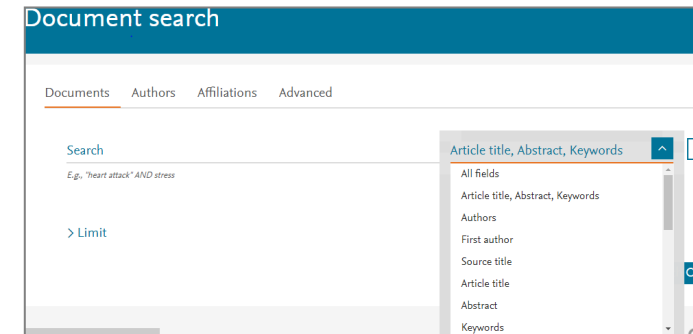 Document search
Documents Authors Affiliations Advanced
Search
E.g., "heart attack" AND stress
> Limit
Article title, Abstract, Keywords
All fields
Article title, Abstract, Keywords
Authors
First author
Source title
Article title
Abstract
Keywords